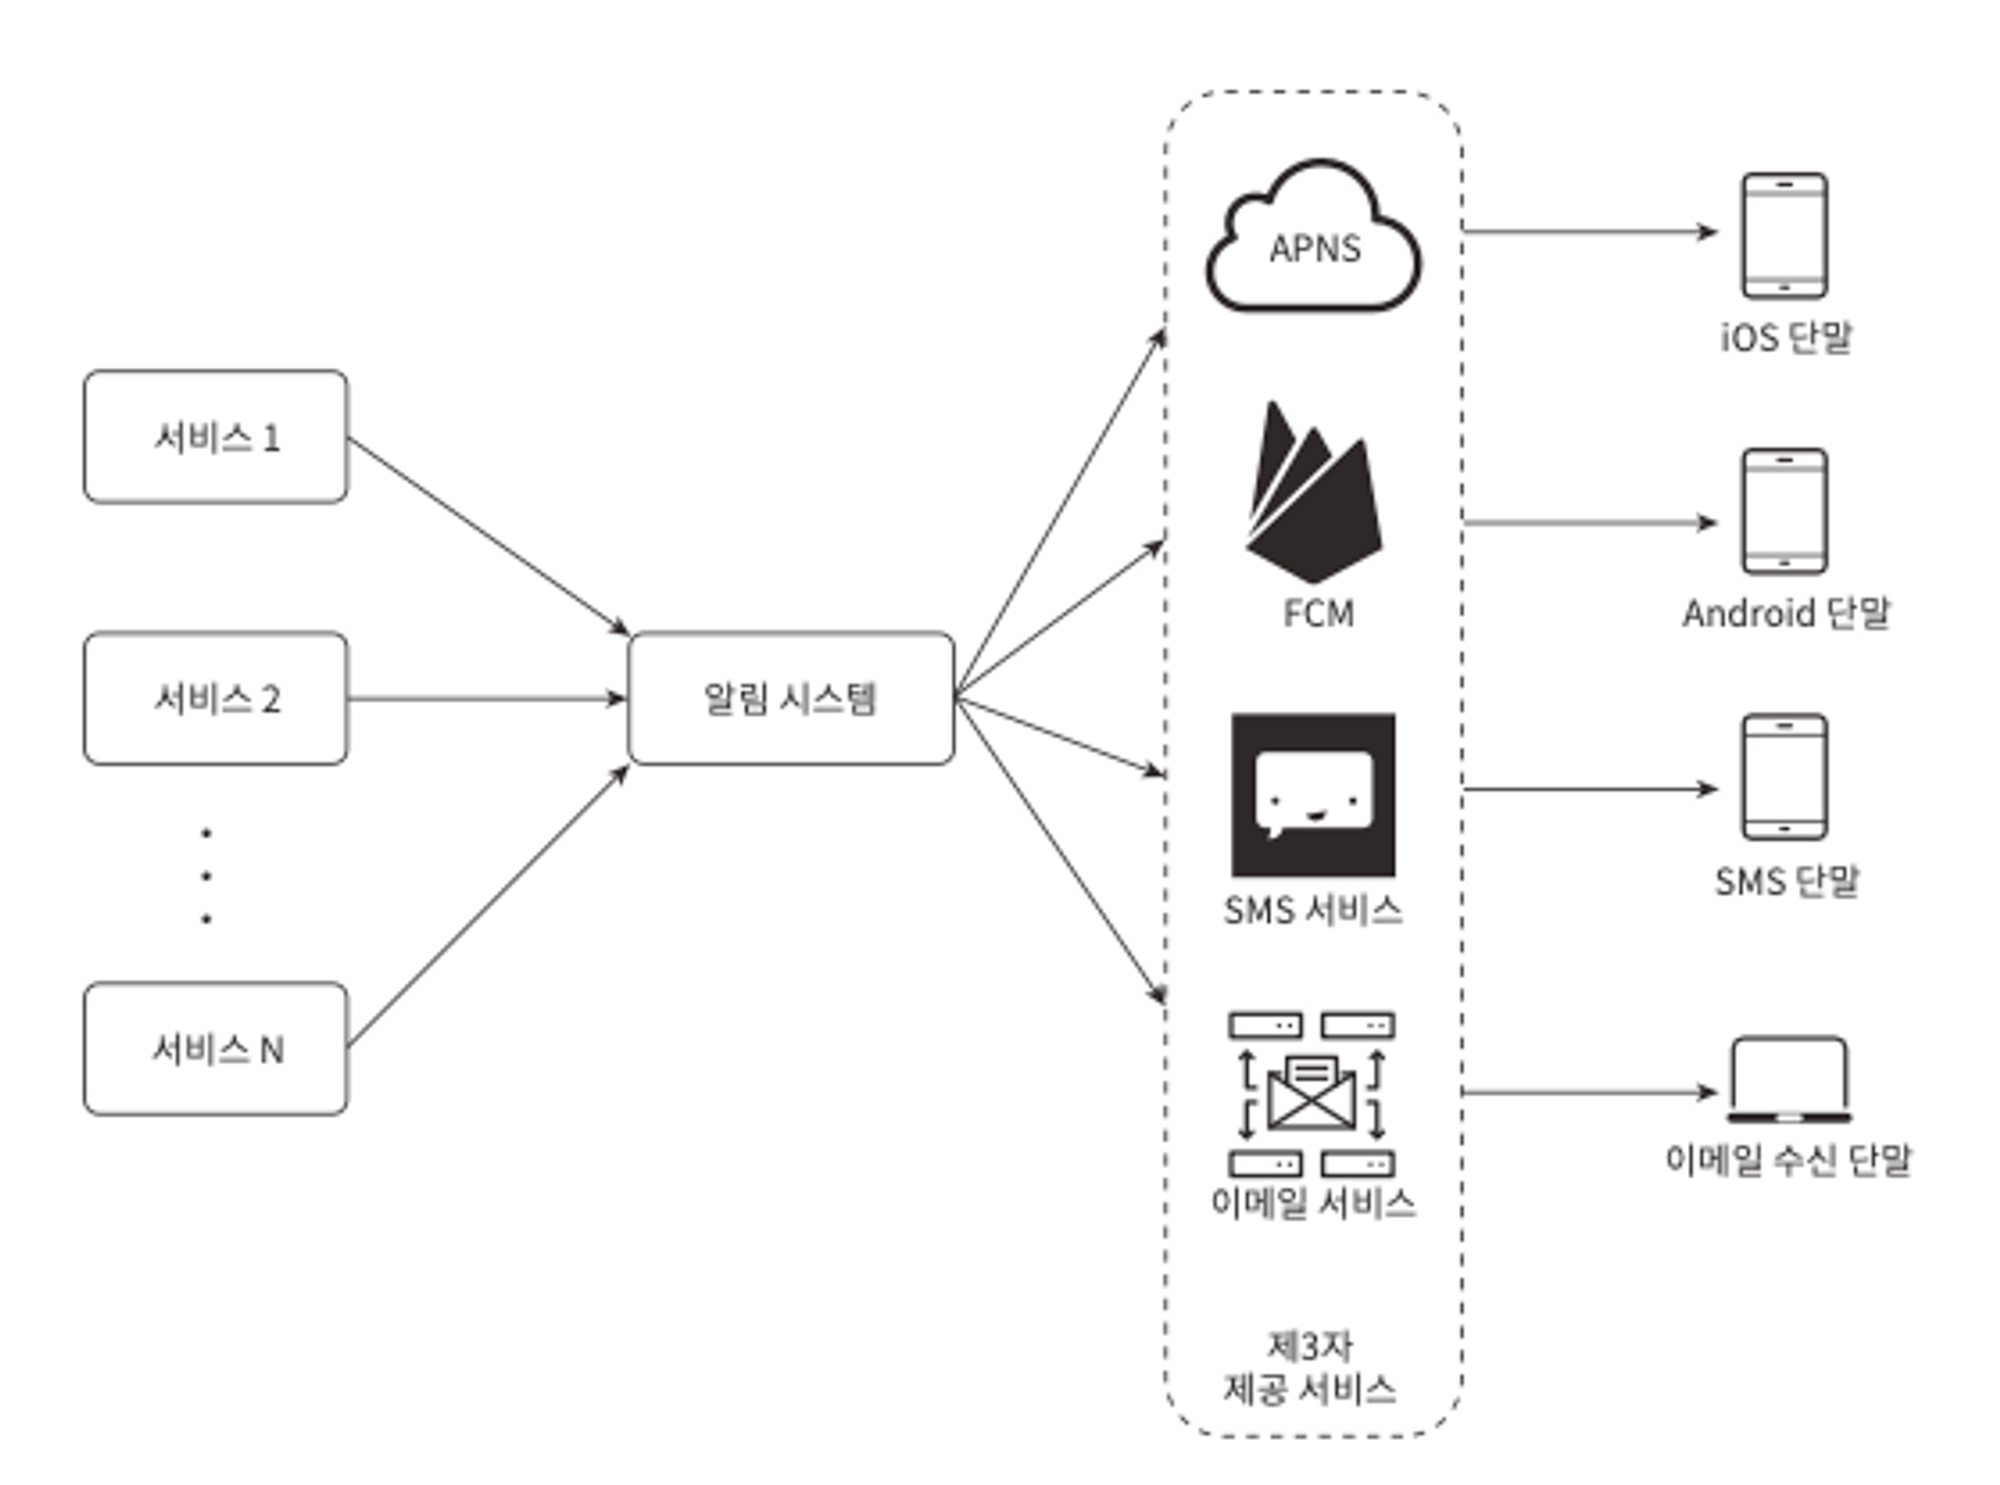 서비스 1
서비스 2
서비스 N
알림 시스템
APNS
FCM
SMS 서비스
이메일 서비스
제3자
제공 서비스
iOS 단말
Android 단말
SMS 단말
이메일 수신 단말